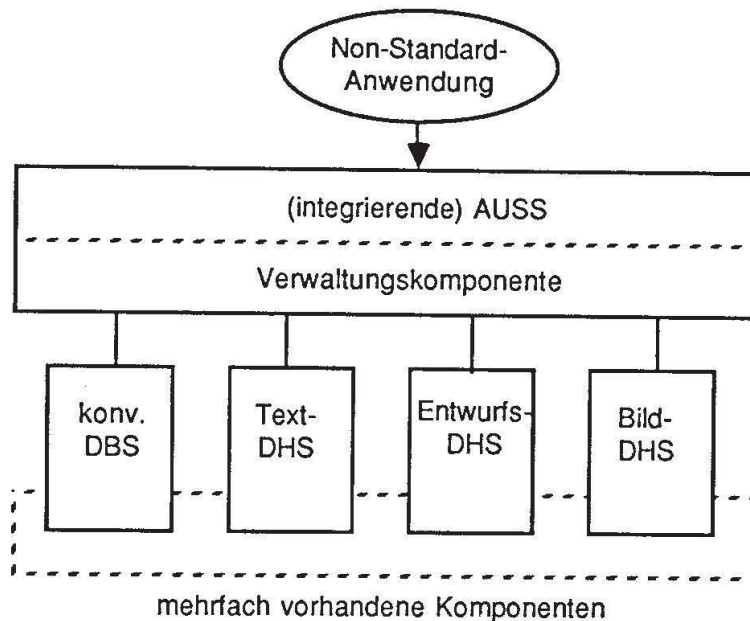 Non-Standard-
Anwendung
(integrierende) AUSS
Verwaltungskomponente
konv.
DBS
Text-
DHS
Entwurfs-
DHS
Bild-
DHS
mehrfach vorhandene Komponenten